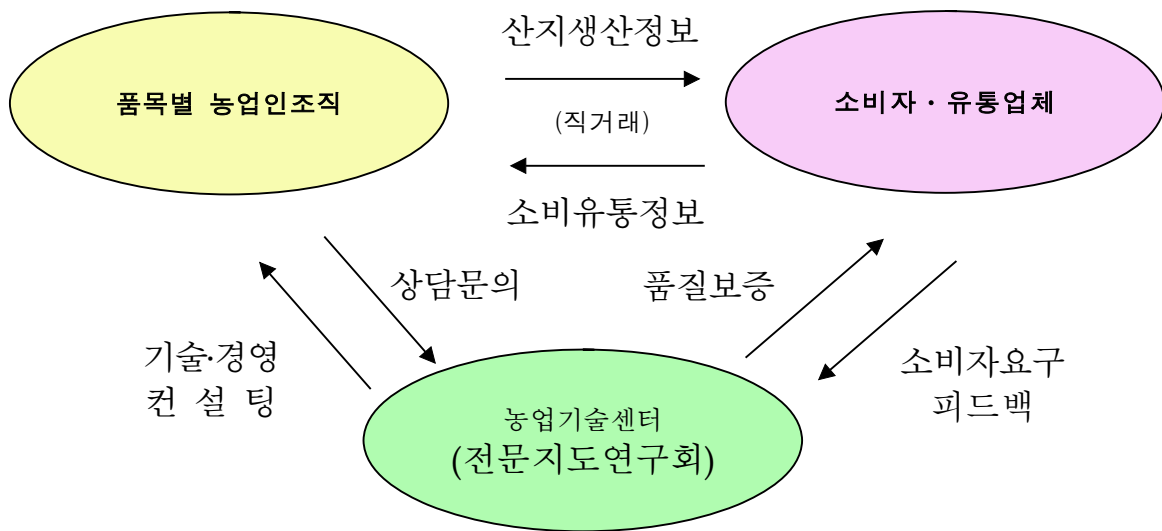 산지생산정보
품목별 농업인조직
소비자 · 유통업체
(직거래)
소비유통정보
상담문의
품질보증
기술·경영
컨 설 팅
소비자요구
피드백
농업기술센터
(전문지도연구회)